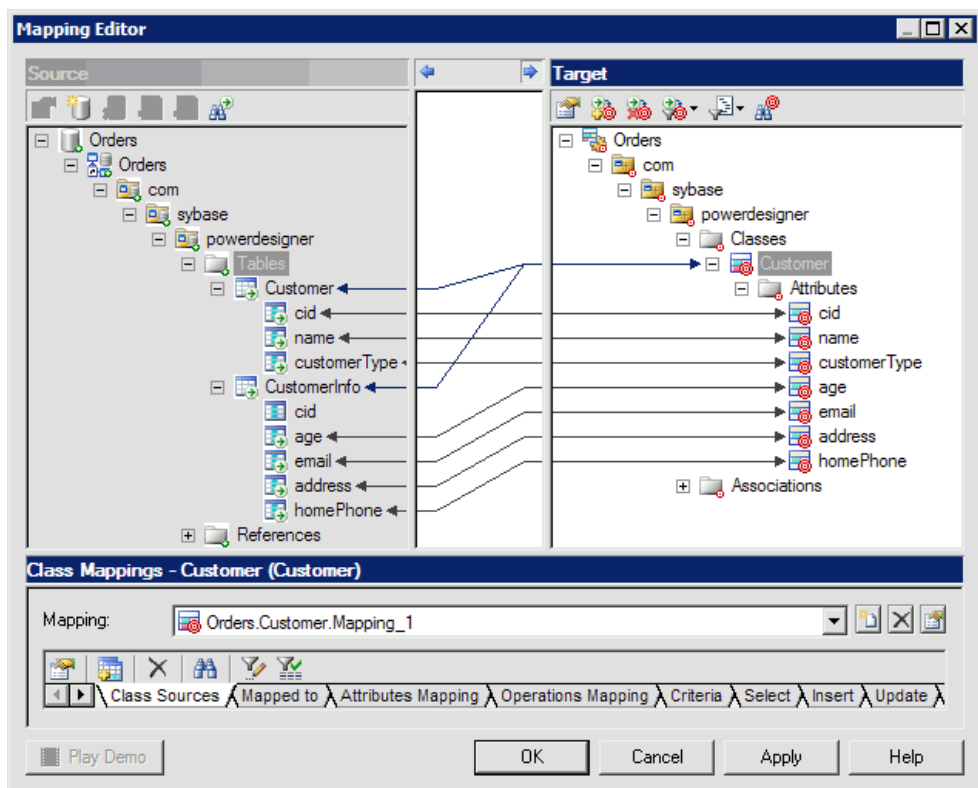 Mapping Editor
Source
Target
Orders
Orders
com
sybase
powerdesigner
Tables
Customer
cid
name
customerType
CustomerInfo
cid
age
email
address
homePhone
References
Orders
com
sybase
powerdesigner
Classes
Customer
Attributes
cid
name
customerType
age
email
address
homePhone
Associations
Class Mappings - Customer (Customer)
Mapping: Orders.Customer.Mapping_1
Class Sources Mapped to Attributes Mapping Operations Mapping Criteria Select Insert Update
Play Demo OK Cancel Apply Help